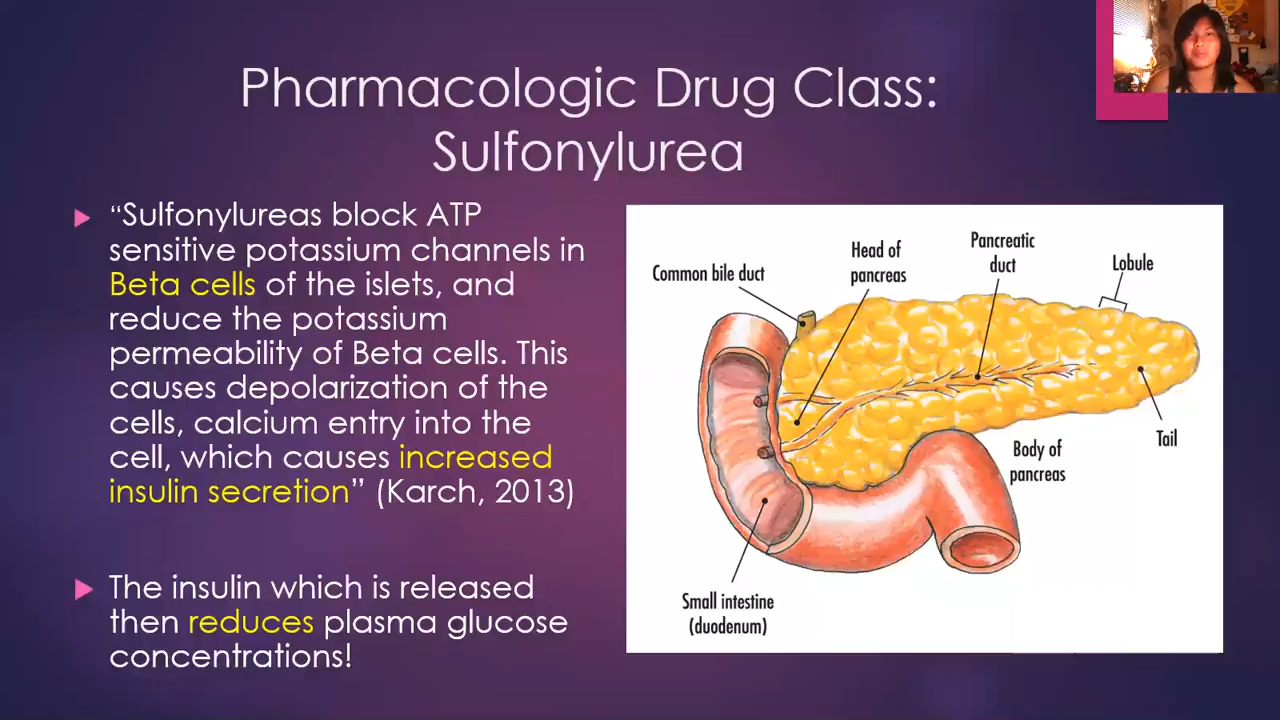 Pharmacologic Drug Class:
Sulfonylurea
“Sulfonylureas block ATP
sensitive potassium channels in
Beta cells of the islets, and
reduce the potassium
permeability of Beta cells. This
causes depolarization of the
cells, calcium entry into the
cell, which causes increased
insulin secretion” (Karch, 2013)
The insulin which is released
then reduces plasma glucose
concentrations!
Common bile duct
Head of
pancreas
Pancreatic
duct
Lobule
Tail
Body of
pancreas
Small intestine
(duodenum)